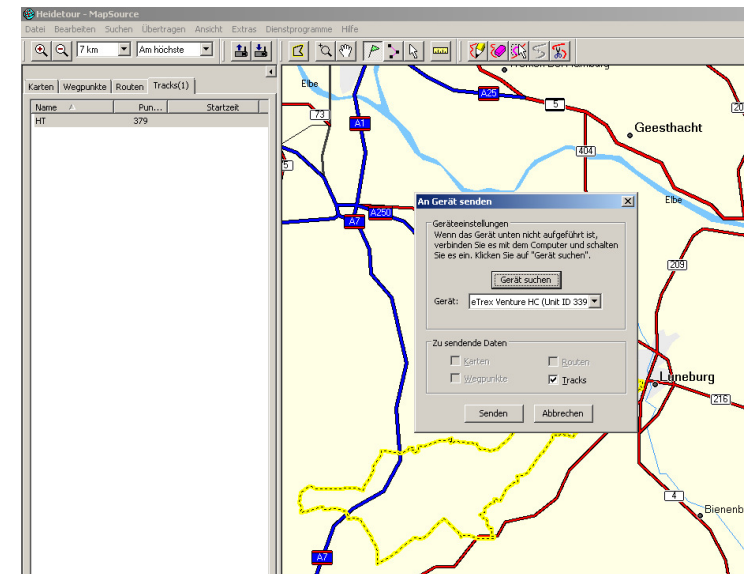 Heidetour - MapSource
Datei Bearbeiten Suchen Übertragen Ansicht Extras Dienstprogramme Hilfe
7 km Am höchste
Karten Wegpunkte Routen Tracks(1)
Name Pun... Startzeit
HT 379
Elbe
A25
5
20
73
A1
Geesthacht
404
5
A250
A7
Elbe
209
An Gerät senden
Geräteeinstellungen
Wenn das Gerät unten nicht aufgeführt ist,
verbinden Sie es mit dem Computer und schalten
Sie es ein. Klicken Sie auf "Gerät suchen".
Gerät suchen
Gerät: eTrex Venture HC (Unit ID 339
Zu sendende Daten
Karten Routen
Wegpunkte Tracks
Senden Abbrechen
Lüneburg
216
4
Bienenb
A7